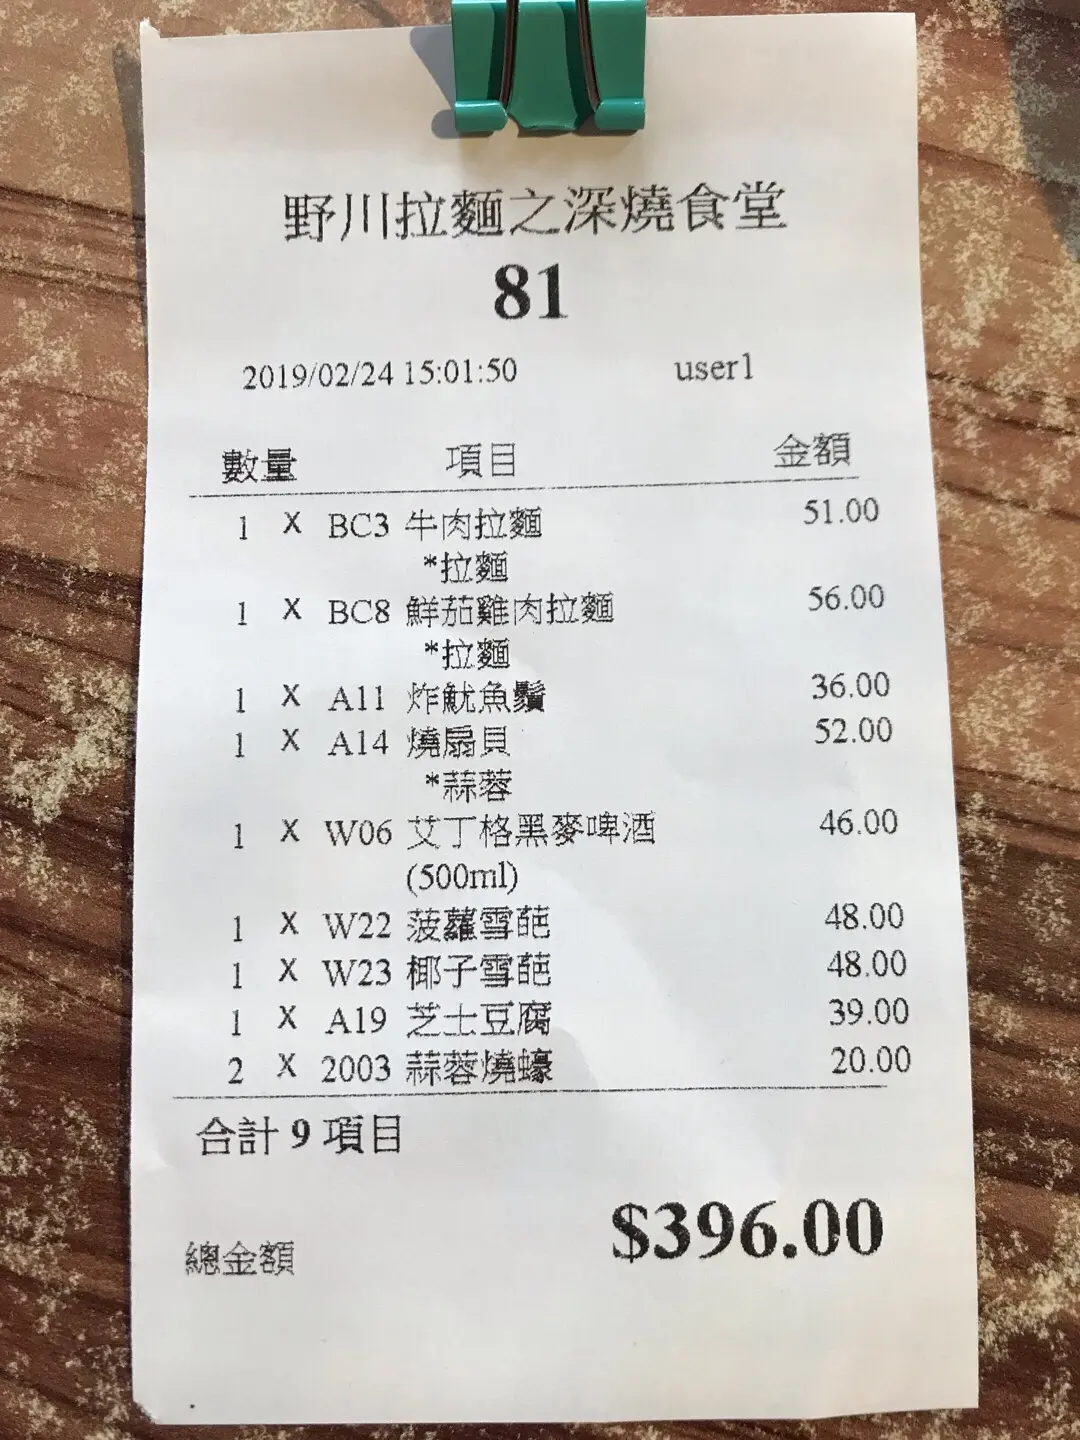 野川拉麵之深燒食堂
81
2019/02/24 15:01:50 user1
數量 項目 金額
1 X BC3 牛肉拉麵 51.00
*拉麵
1 X BC8 鮮茄雞肉拉麵 56.00
*拉麵
1 X A11 炸魷魚鬚 36.00
1 X A14 燒扇貝 52.00
*蒜蓉
1 X W06 艾丁格黑麥啤酒 46.00
(500ml)
1 X W22 菠蘿雪葩 48.00
1 X W23 椰子雪葩 48.00
1 X A19 芝士豆腐 39.00
2 X 2003 蒜蓉燒蠔 20.00
合計 9 項目
總金額 $396.00